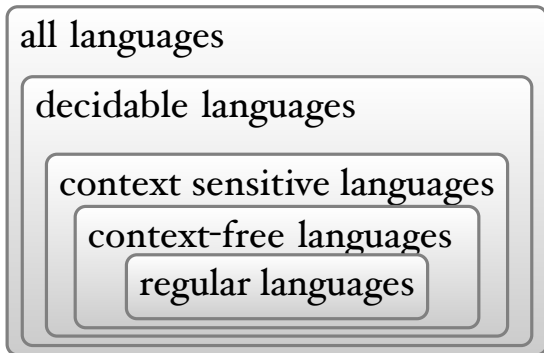 all languages
decidable languages
context sensitive languages
context-free languages
regular languages